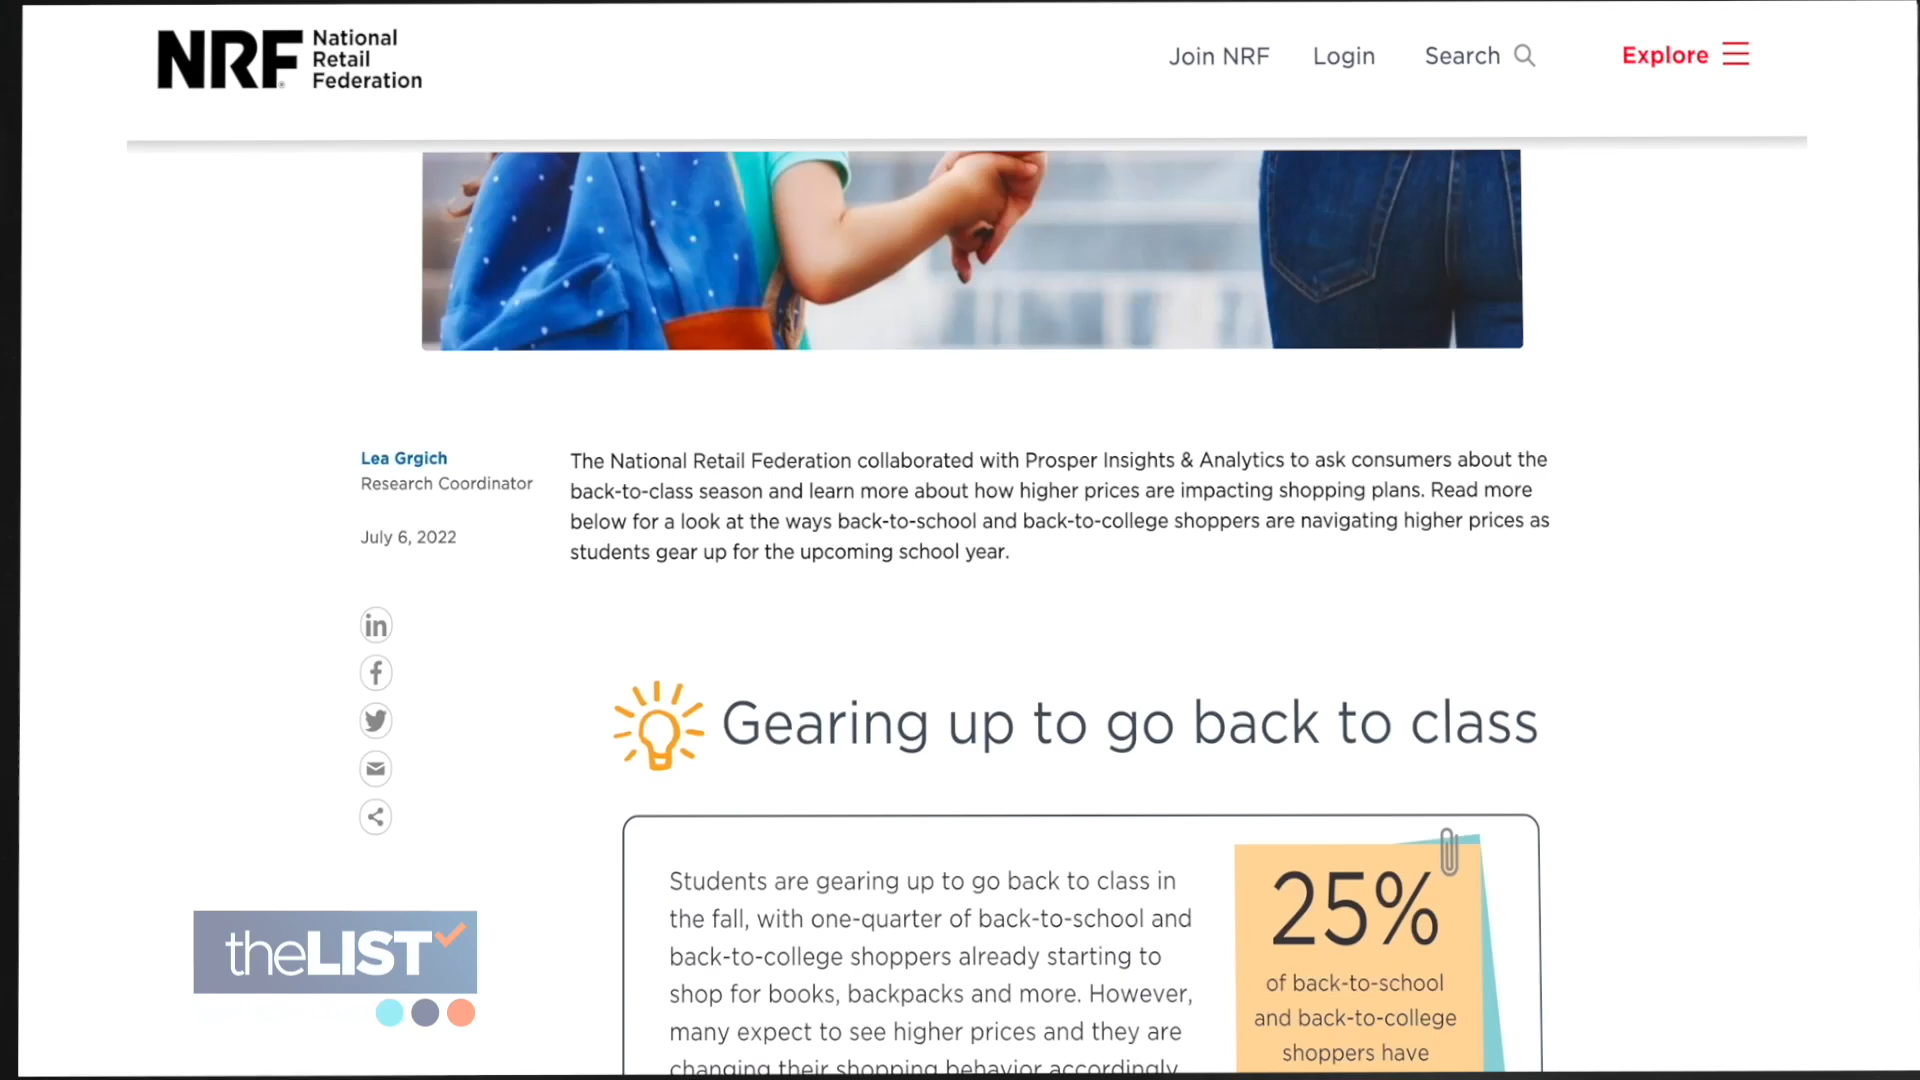 NRF National
Retail
Federation
Join NRF Login Search Explore
Lea Grgich
Research Coordinator
July 6, 2022
The National Retail Federation collaborated with Prosper Insights & Analytics to ask consumers about the
back-to-class season and learn more about how higher prices are impacting shopping plans. Read more
below for a look at the ways back-to-school and back-to-college shoppers are navigating higher prices as
students gear up for the upcoming school year.
in
f
Gearing up to go back to class
Students are gearing up to go back to class in
the fall, with one-quarter of back-to-school and
back-to-college shoppers already starting to
shop for books, backpacks and more. However,
many expect to see higher prices and they are
changing their shopping behavior accordingly
25%
of back-to-school
and back-to-college
shoppers have
theLIST